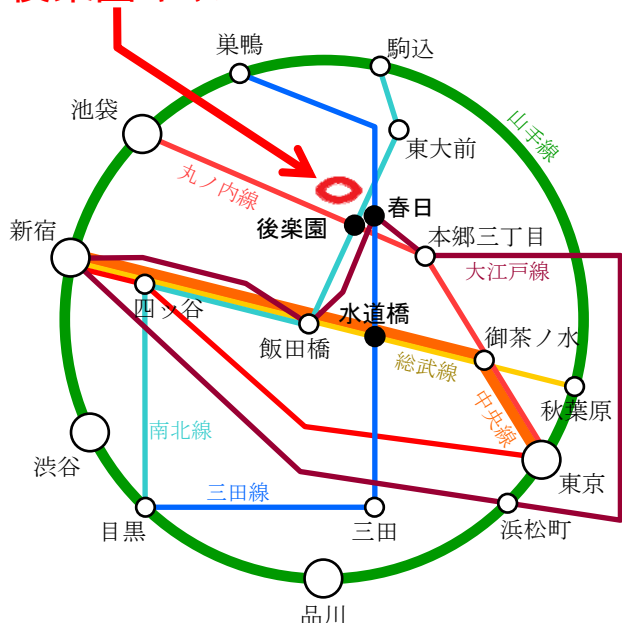 巣鴨
駒込
池袋
東大前
山手線
丸ノ内線
新宿
後楽園
春日
本郷三丁目
大江戸線
四ッ谷
飯田橋
水道橋
総武線
御茶ノ水
中央線
秋葉原
南北線
渋谷
三田線
東京
目黒
三田
浜松町
品川